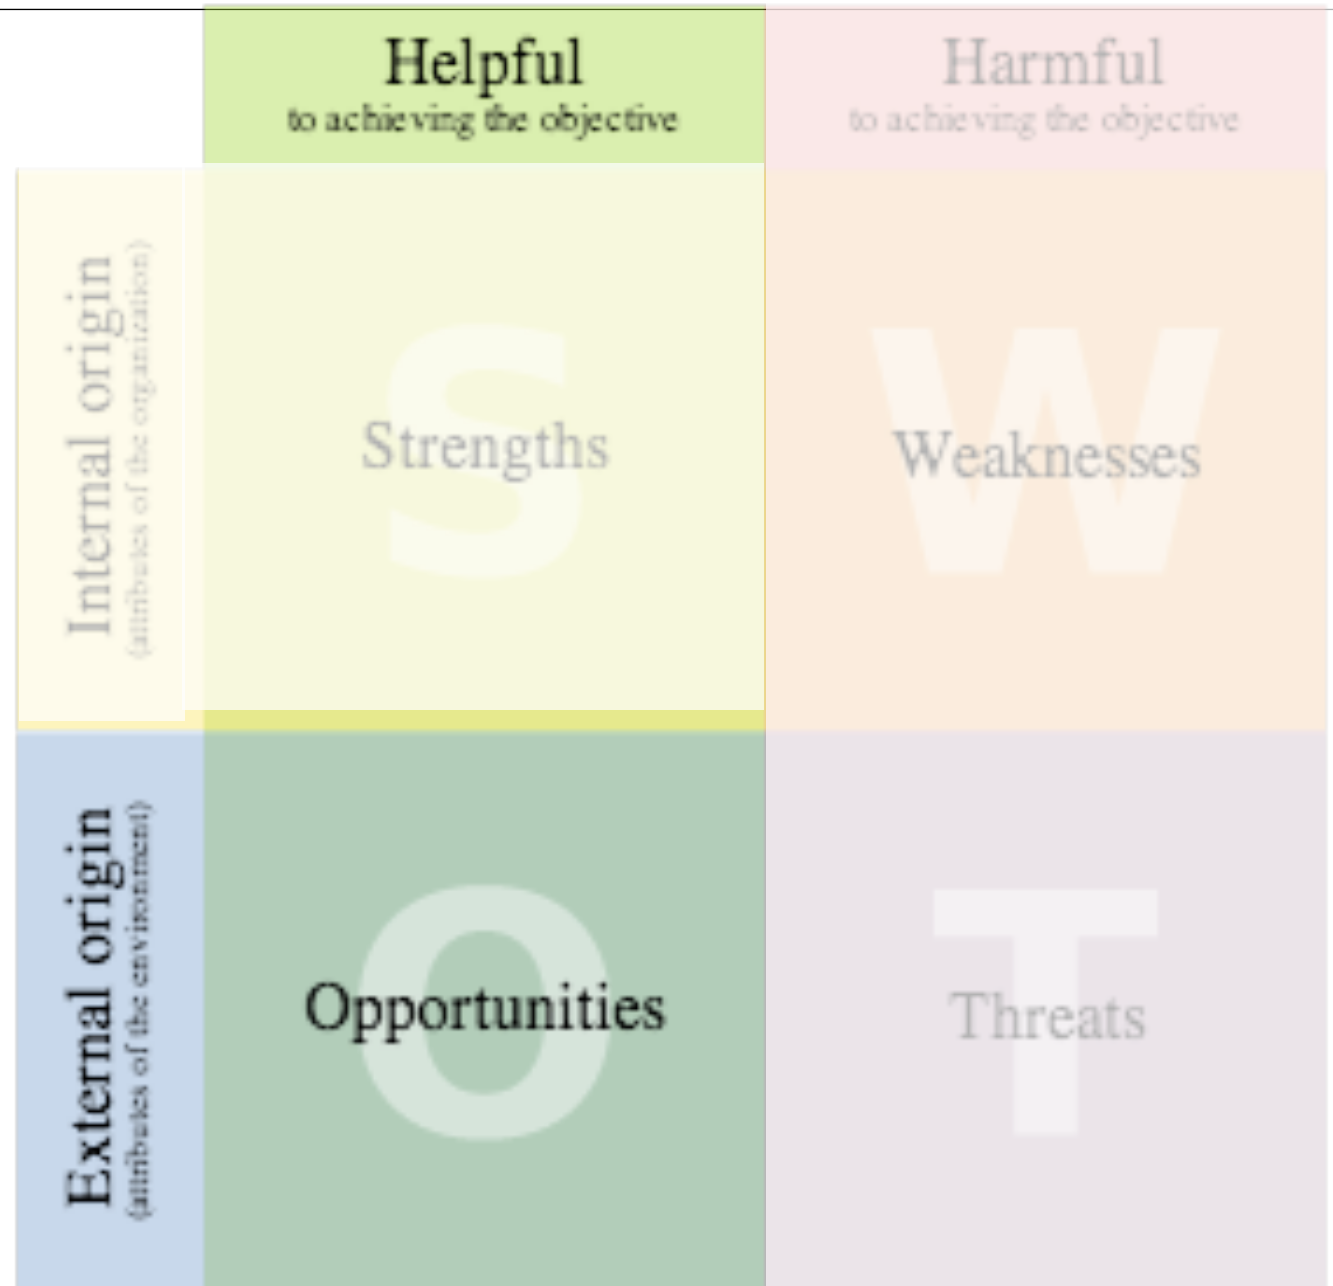 Helpful
to achieving the objective
Harmful
to achieving the objective
Internal origin
(attributes of the organization)
S
Strengths
W
Weaknesses
External origin
(attributes of the environment)
O
Opportunities
T
Threats